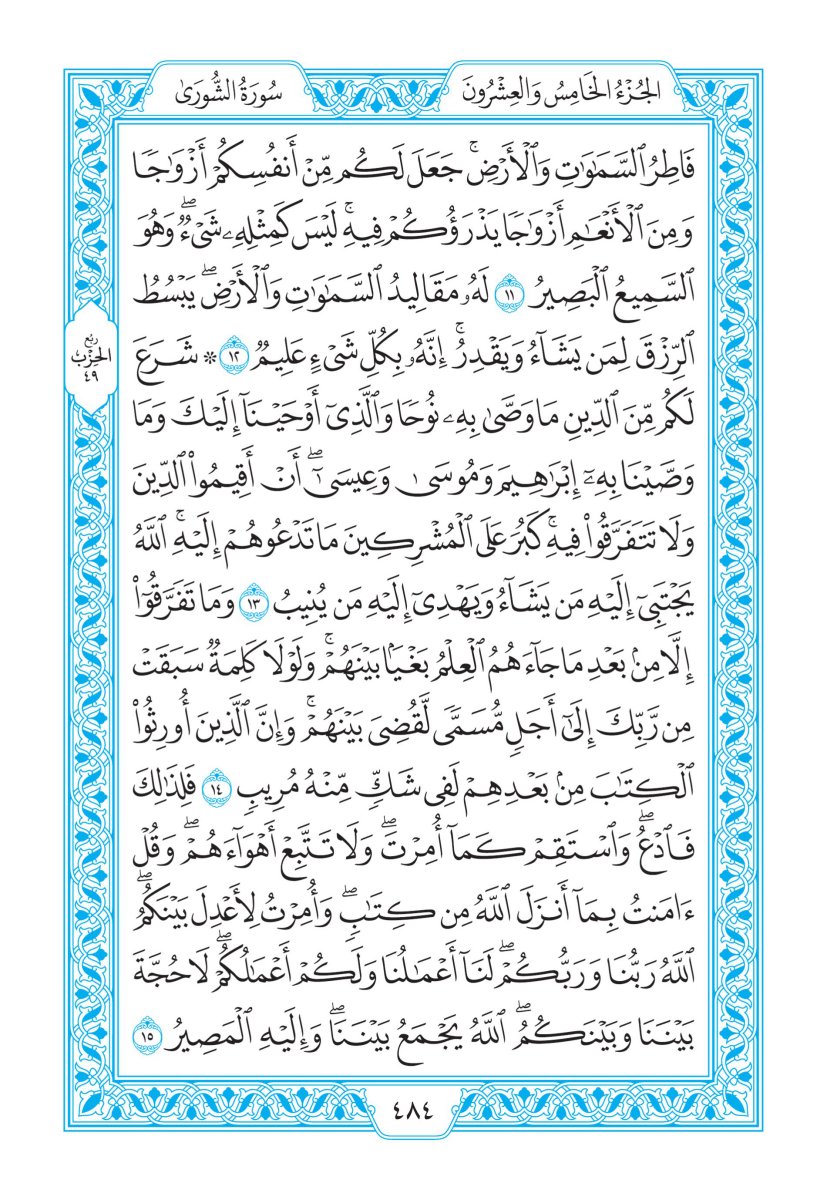 الجُزْءُ الخَامِسُ وَالعِشْرُونَ
سُورَةُ الشُّورَىٰ
فَاطِرُ ٱلسَّمَٰوَٰتِ وَٱلْأَرْضِۚ جَعَلَ لَكُم مِّنْ أَنفُسِكُمْ أَزْوَٰجًا
وَمِنَ ٱلْأَنْعَٰمِ أَزْوَٰجًا يَذْرَؤُكُمْ فِيهِۚ لَيْسَ كَمِثْلِهِۦ شَىْءٌۖ وَهُوَ
ٱلسَّمِيعُ ٱلْبَصِيرُ ١١ لَهُۥ مَقَالِيدُ ٱلسَّمَٰوَٰتِ وَٱلْأَرْضِۖ يَبْسُطُ
ٱلرِّزْقَ لِمَن يَشَآءُ وَيَقْدِرُۚ إِنَّهُۥ بِكُلِّ شَىْءٍ عَلِيمٌ ١٢ ۞ شَرَعَ
لَكُم مِّنَ ٱلدِّينِ مَا وَصَّىٰ بِهِۦ نُوحًا وَٱلَّذِىٓ أَوْحَيْنَآ إِلَيْكَ وَمَا
وَصَّيْنَا بِهِۦٓ إِبْرَٰهِيمَ وَمُوسَىٰ وَعِيسَىٰٓۖ أَنْ أَقِيمُوا۟ ٱلدِّينَ
وَلَا تَتَفَرَّقُوا۟ فِيهِۚ كَبُرَ عَلَى ٱلْمُشْرِكِينَ مَا تَدْعُوهُمْ إِلَيْهِۚ ٱللَّهُ
يَجْتَبِىٓ إِلَيْهِ مَن يَشَآءُ وَيَهْدِىٓ إِلَيْهِ مَن يُنِيبُ ١٣ وَمَا تَفَرَّقُوٓا۟
إِلَّا مِنۢ بَعْدِ مَا جَآءَهُمُ ٱلْعِلْمُ بَغْيًۢا بَيْنَهُمْۚ وَلَوْلَا كَلِمَةٌ سَبَقَتْ
مِن رَّبِّكَ إِلَىٰٓ أَجَلٍ مُّسَمًّى لَّقُضِىَ بَيْنَهُمْۚ وَإِنَّ ٱلَّذِينَ أُورِثُوا۟
ٱلْكِتَٰبَ مِنۢ بَعْدِهِمْ لَفِى شَكٍّ مِّنْهُ مُرِيبٍ ١٤ فَلِذَٰلِكَ
فَٱدْعُۖ وَٱسْتَقِمْ كَمَآ أُمِرْتَۖ وَلَا تَتَّبِعْ أَهْوَآءَهُمْۖ وَقُلْ
ءَامَنتُ بِمَآ أَنزَلَ ٱللَّهُ مِن كِتَٰبٍۖ وَأُمِرْتُ لِأَعْدِلَ بَيْنَكُمُۖ
ٱللَّهُ رَبُّنَا وَرَبُّكُمْۖ لَنَآ أَعْمَٰلُنَا وَلَكُمْ أَعْمَٰلُكُمْۖ لَا حُجَّةَ
بَيْنَنَا وَبَيْنَكُمُۖ ٱللَّهُ يَجْمَعُ بَيْنَنَاۖ وَإِلَيْهِ ٱلْمَصِيرُ ١٥
ربع
الحزب
٤٩
٤٨٤